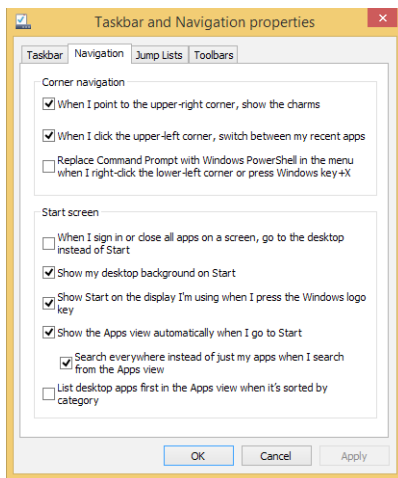 Taskbar and Navigation properties
Taskbar Navigation Jump Lists Toolbars
Corner navigation
When I point to the upper-right corner, show the charms
When I click the upper-left corner, switch between my recent apps
Replace Command Prompt with Windows PowerShell in the menu
when I right-click the lower-left corner or press Windows key+X
Start screen
When I sign in or close all apps on a screen, go to the desktop
instead of Start
Show my desktop background on Start
Show Start on the display I'm using when I press the Windows logo
key
Show the Apps view automatically when I go to Start
Search everywhere instead of just my apps when I search
from the Apps view
List desktop apps first in the Apps view when it's sorted by
category
OK Cancel Apply